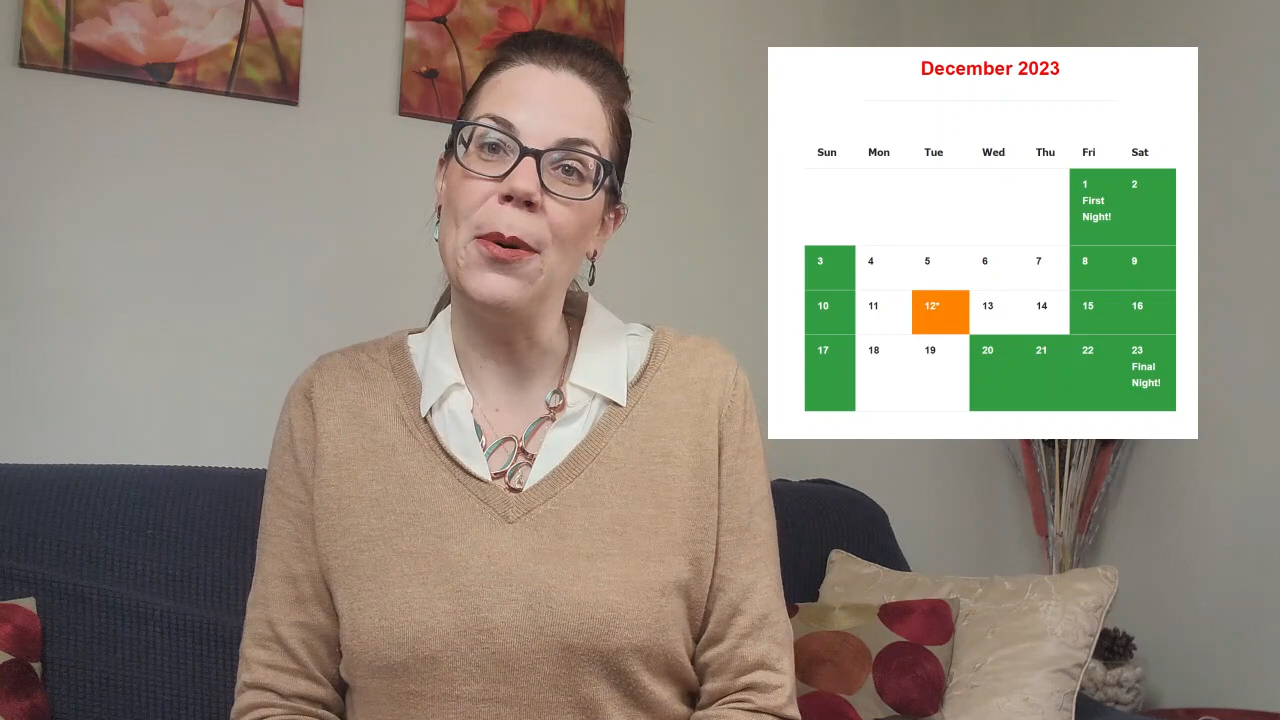 December 2023
Sun Mon Tue Wed Thu Fri Sat
1 2
First
Night!
3 4 5 6 7 8 9
10 11 12* 13 14 15 16
17 18 19 20 21 22 23
Final
Night!